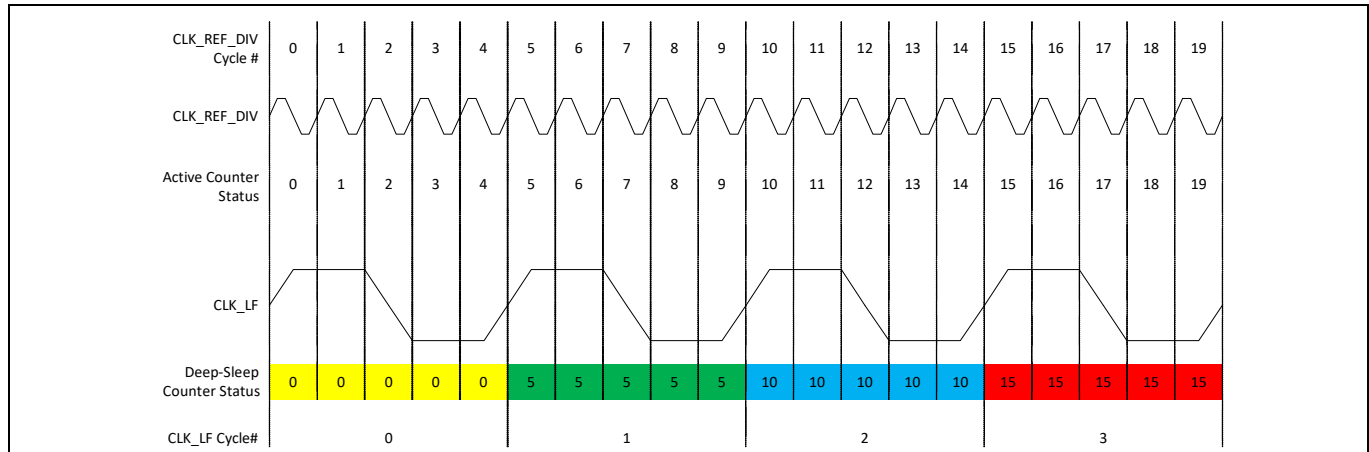 CLK_REF_DIV
Cycle #
0 1 2 3 4 5 6 7 8 9 10 11 12 13 14 15 16 17 18 19
CLK_REF_DIV
Active Counter
Status
0 1 2 3 4 5 6 7 8 9 10 11 12 13 14 15 16 17 18 19
CLK_LF
Deep-Sleep
Counter Status
0 0 0 0 0 5 5 5 5 5 10 10 10 10 10 15 15 15 15 15
CLK_LF Cycle# 0 1 2 3